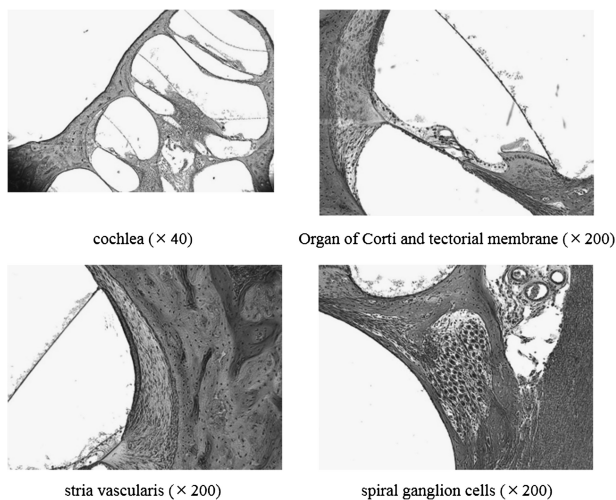 cochlea (× 40)
Organ of Corti and tectorial membrane (× 200)
stria vascularis (× 200)
spiral ganglion cells (× 200)